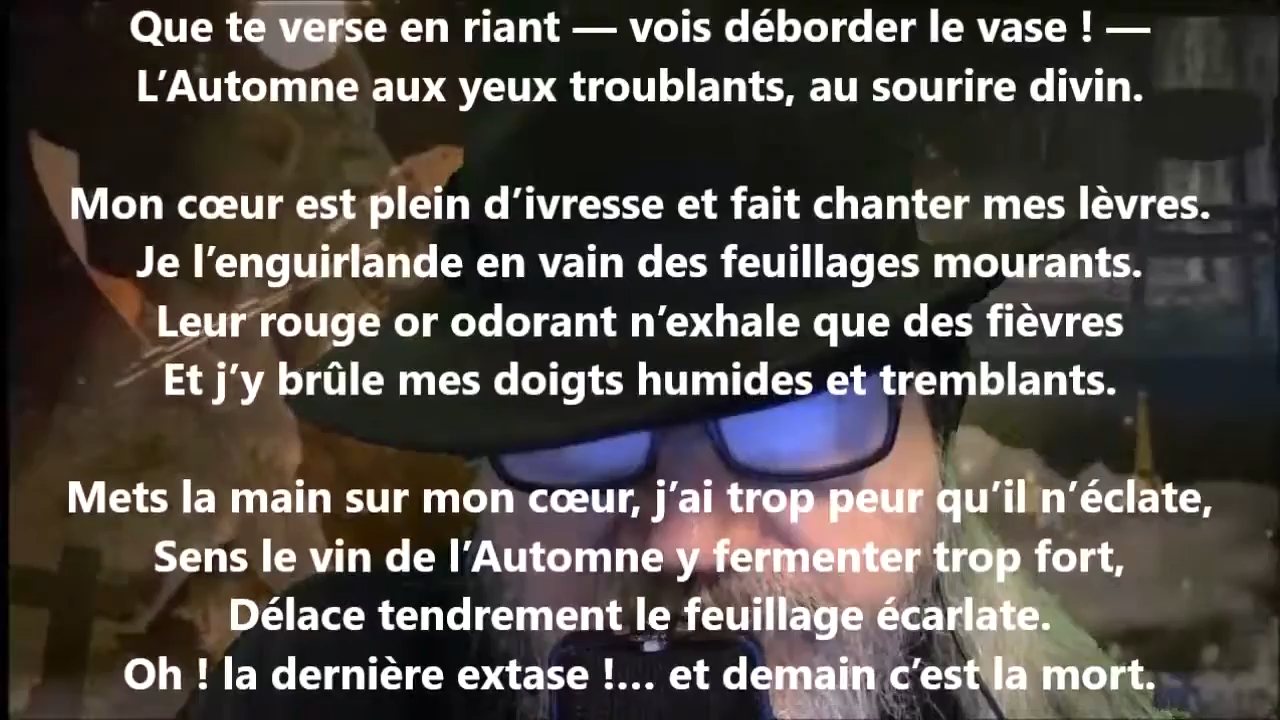 Que te verse en riant — vois déborder le vase ! —
L’Automne aux yeux troublants, au sourire divin.
Mon cœur est plein d’ivresse et fait chanter mes lèvres.
Je l’enguirlande en vain des feuillages mourants.
Leur rouge or odorant n’exhale que des fièvres
Et j’y brûle mes doigts humides et tremblants.
Mets la main sur mon cœur, j’ai trop peur qu’il n’éclate,
Sens le vin de l’Automne y fermenter trop fort,
Délace tendrement le feuillage écarlate.
Oh ! la dernière extase !… et demain c’est la mort.